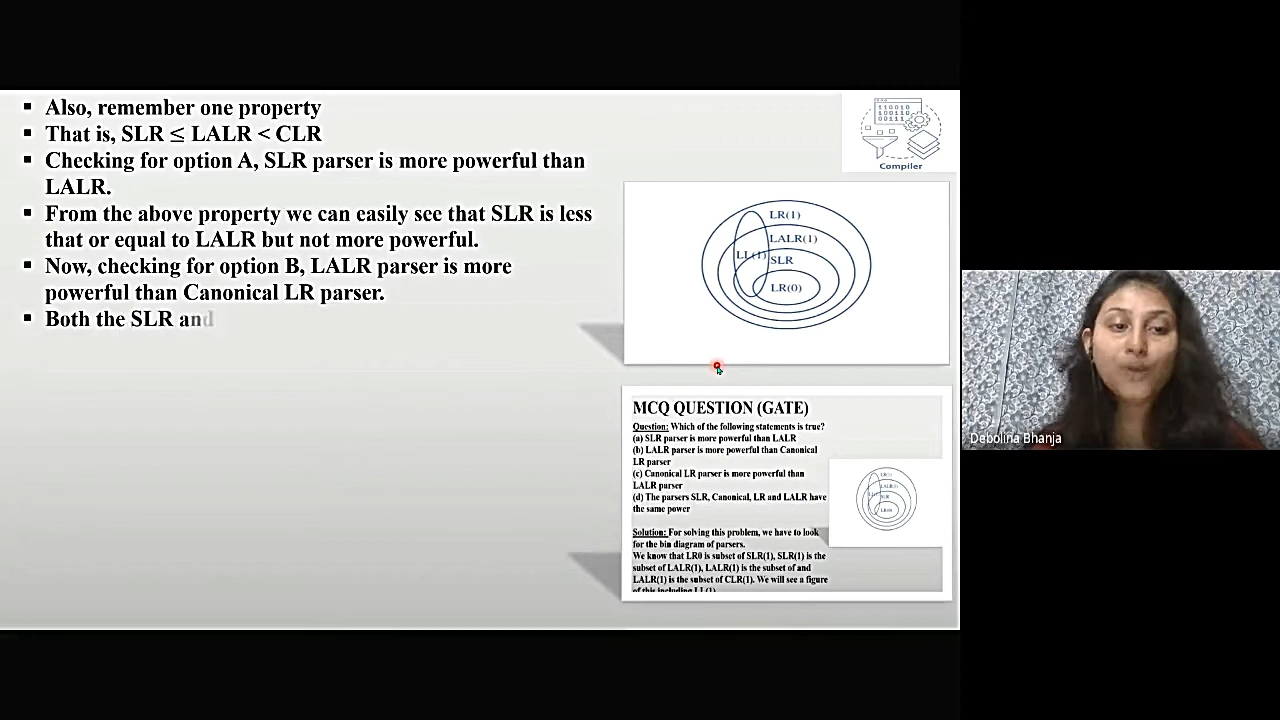 Also, remember one property
That is, SLR ≤ LALR < CLR
Checking for option A, SLR parser is more powerful than
LALR.
From the above property we can easily see that SLR is less
that or equal to LALR but not more powerful.
Now, checking for option B, LALR parser is more
powerful than Canonical LR parser.
Both the SLR and
110010
100110
00111
Compiler
LR(1)
LALR(1)
LL(1)
SLR
LR(0)
MCQ QUESTION (GATE)
Question: Which of the following statements is true?
(a) SLR parser is more powerful than LALR
(b) LALR parser is more powerful than Canonical
LR parser
(c) Canonical LR parser is more powerful than
LALR parser
(d) The parsers SLR, Canonical, LR and LALR have
the same power
Solution: For solving this problem, we have to look
for the bin diagram of parsers.
We know that LR0 is subset of SLR(1), SLR(1) is the
subset of LALR(1), LALR(1) is the subset of and
LALR(1) is the subset of CLR(1). We will see a figure
of this including LL(1)
Debolina Bhanja